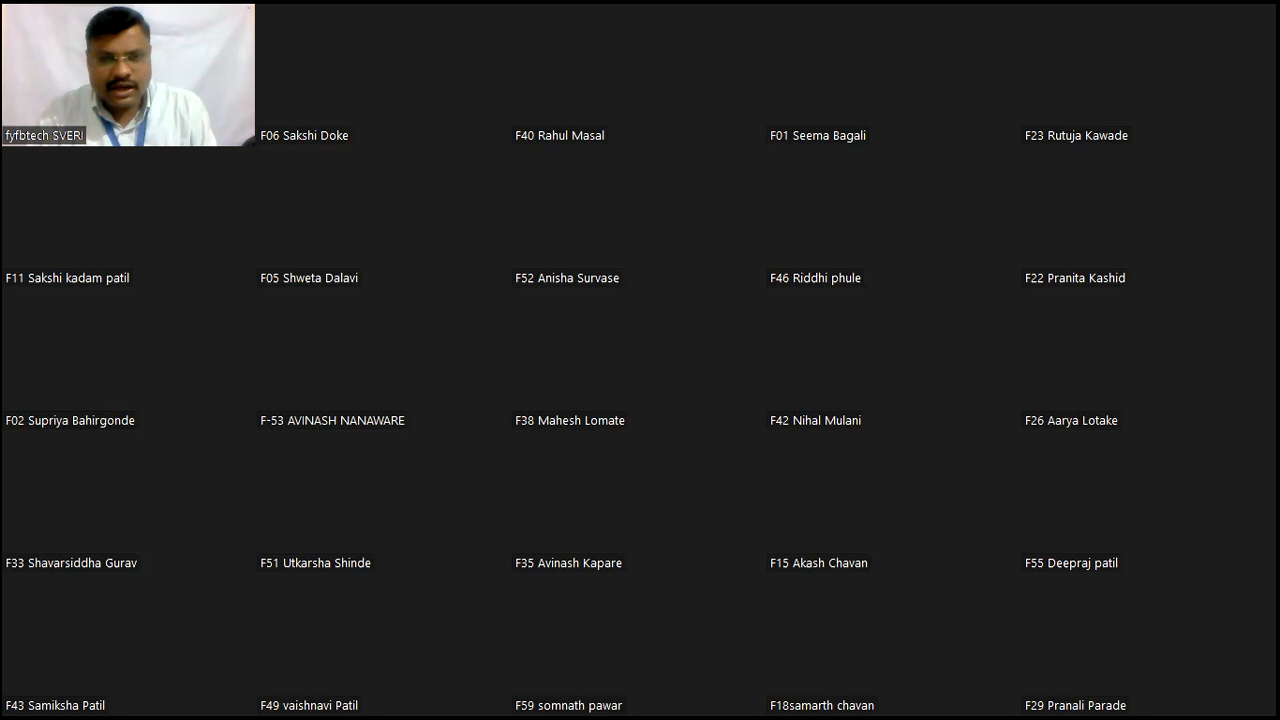 fyfbtech SVERI
F06 Sakshi Doke
F40 Rahul Masal
F01 Seema Bagali
F23 Rutuja Kawade
F11 Sakshi kadam patil
F05 Shweta Dalavi
F52 Anisha Survase
F46 Riddhi phule
F22 Pranita Kashid
F02 Supriya Bahirgonde
F-53 AVINASH NANAWARE
F38 Mahesh Lomate
F42 Nihal Mulani
F26 Aarya Lotake
F33 Shavarsiddha Gurav
F51 Utkarsha Shinde
F35 Avinash Kapare
F15 Akash Chavan
F55 Deepraj patil
F43 Samiksha Patil
F49 vaishnavi Patil
F59 somnath pawar
F18samarth chavan
F29 Pranali Parade